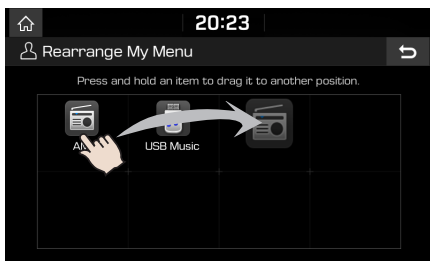 20:23
Rearrange My Menu
Press and hold an item to drag it to another position.
USB Music